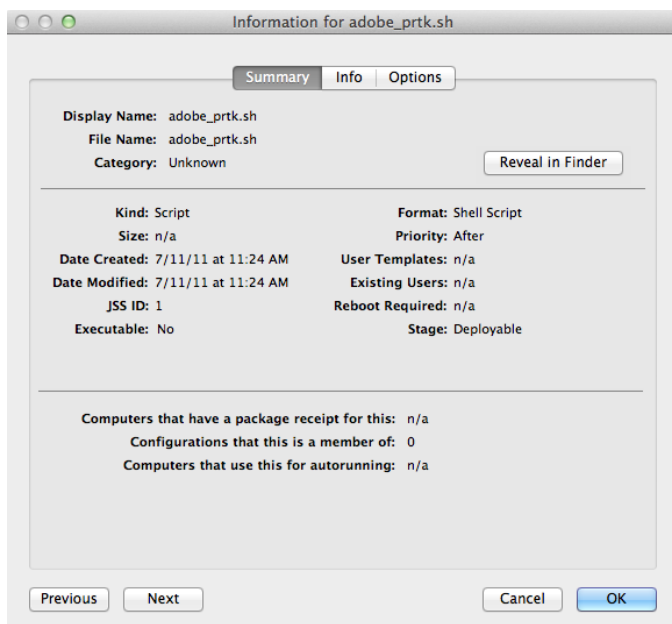 Information for adobe_prtk.sh
Summary Info Options
Display Name: adobe_prtk.sh
File Name: adobe_prtk.sh
Category: Unknown
Reveal in Finder
Kind: Script Format: Shell Script
Size: n/a Priority: After
Date Created: 7/11/11 at 11:24 AM User Templates: n/a
Date Modified: 7/11/11 at 11:24 AM Existing Users: n/a
JSS ID: 1 Reboot Required: n/a
Executable: No Stage: Deployable
Computers that have a package receipt for this: n/a
Configurations that this is a member of: 0
Computers that use this for autorunning: n/a
Previous Next Cancel OK